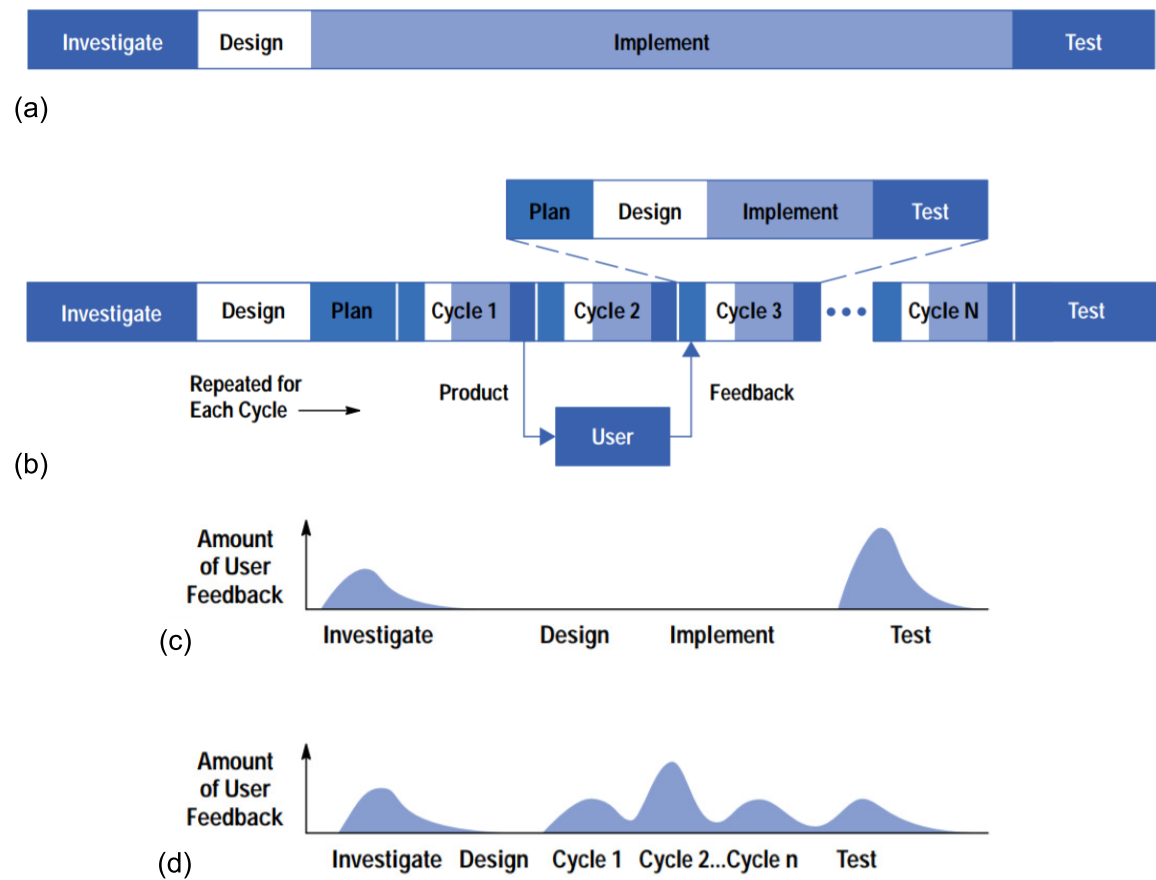 Investigate Design Implement Test
(a)
Plan Design Implement Test
Investigate Design Plan Cycle 1 Cycle 2 Cycle 3 Cycle N Test
Repeated for
Each Cycle
Product
Feedback
User
(b)
Amount
of User
Feedback
(c)
Investigate Design Implement Test
Amount
of User
Feedback
(d)
Investigate Design Cycle 1 Cycle 2...Cycle n Test